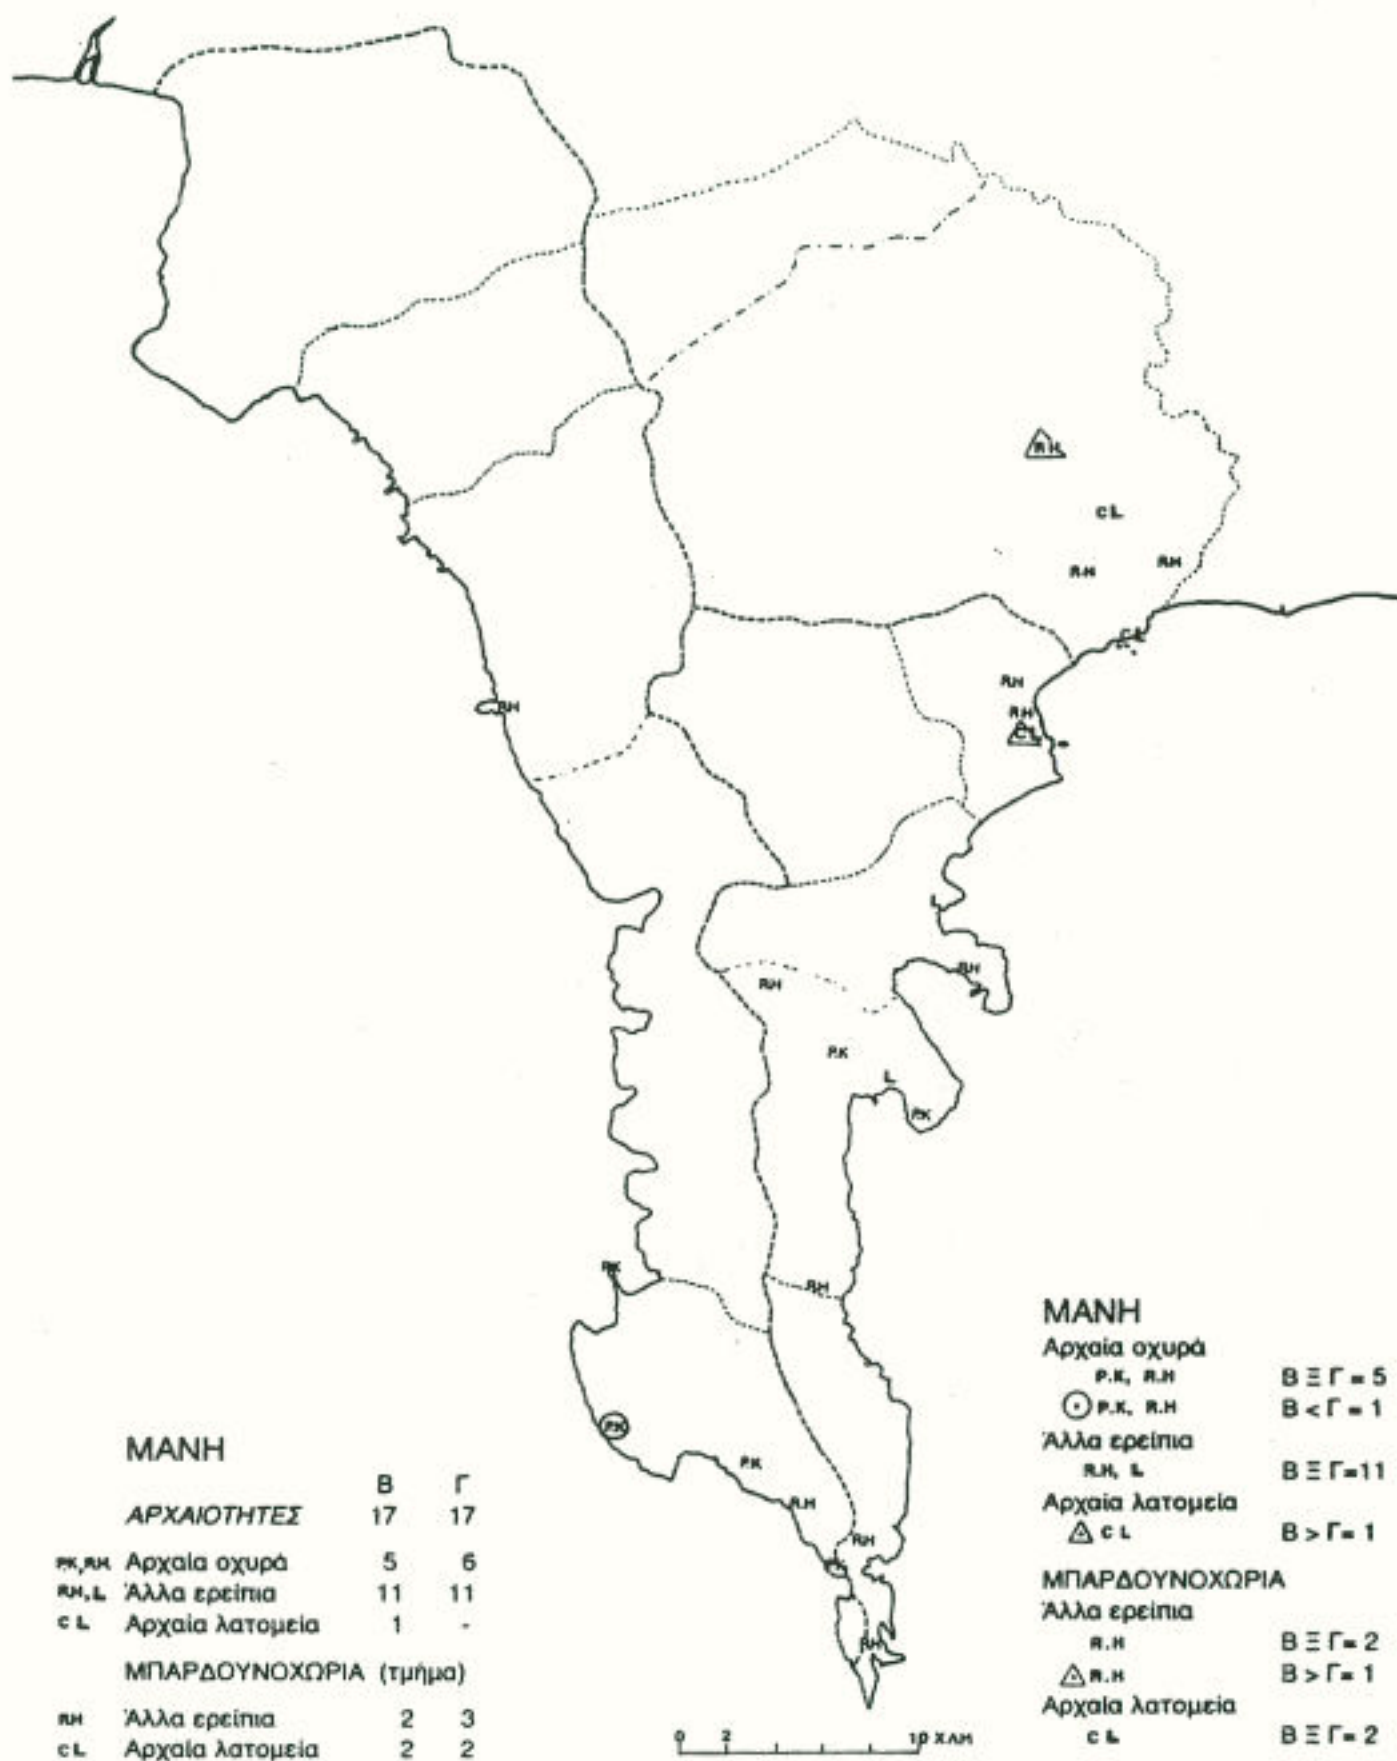 R.H
C L
R.H
R.H
C L
R.H
R.H
R.H
C L
L
R.H
R.H
P.K
L
P.K
P.K
R.H
P.K
P.K
R.H
R.H
R.H
ΜΑΝΗ
Β Γ
ΑΡΧΑΙΟΤΗΤΕΣ 17 17
P.K, R.H. Αρχαία οχυρά 5 6
R.H, L Άλλα ερείπια 11 11
C L Αρχαία λατομεία 1 -
ΜΠΑΡΔΟΥΝΟΧΩΡΙΑ (τμήμα)
R.H Άλλα ερείπια 2 3
C L Αρχαία λατομεία 2 2
0 2 10 ΧΛΜ
ΜΑΝΗ
Αρχαία οχυρά
P.K, R.H Β Ξ Γ = 5
P.K, R.H Β < Γ = 1
Άλλα ερείπια
R.H, L Β Ξ Γ = 11
Αρχαία λατομεία
C L Β > Γ = 1
ΜΠΑΡΔΟΥΝΟΧΩΡΙΑ
Άλλα ερείπια
R.H Β Ξ Γ = 2
R.H Β > Γ = 1
Αρχαία λατομεία
C L Β Ξ Γ = 2